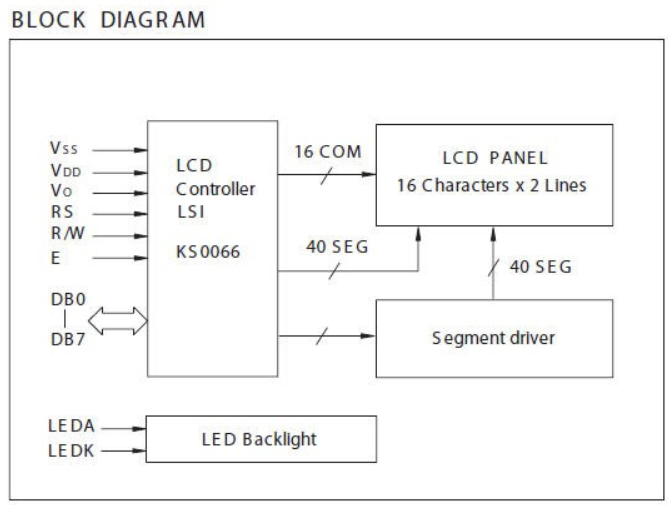 BLOCK DIAGRAM
VSS
VDD
VO
RS
R/W
E
DB0
DB7
LCD
Controller
LSI
KS0066
16 COM
LCD PANEL
16 Characters x 2 Lines
40 SEG
40 SEG
Segment driver
LEDA
LEDK
LED Backlight